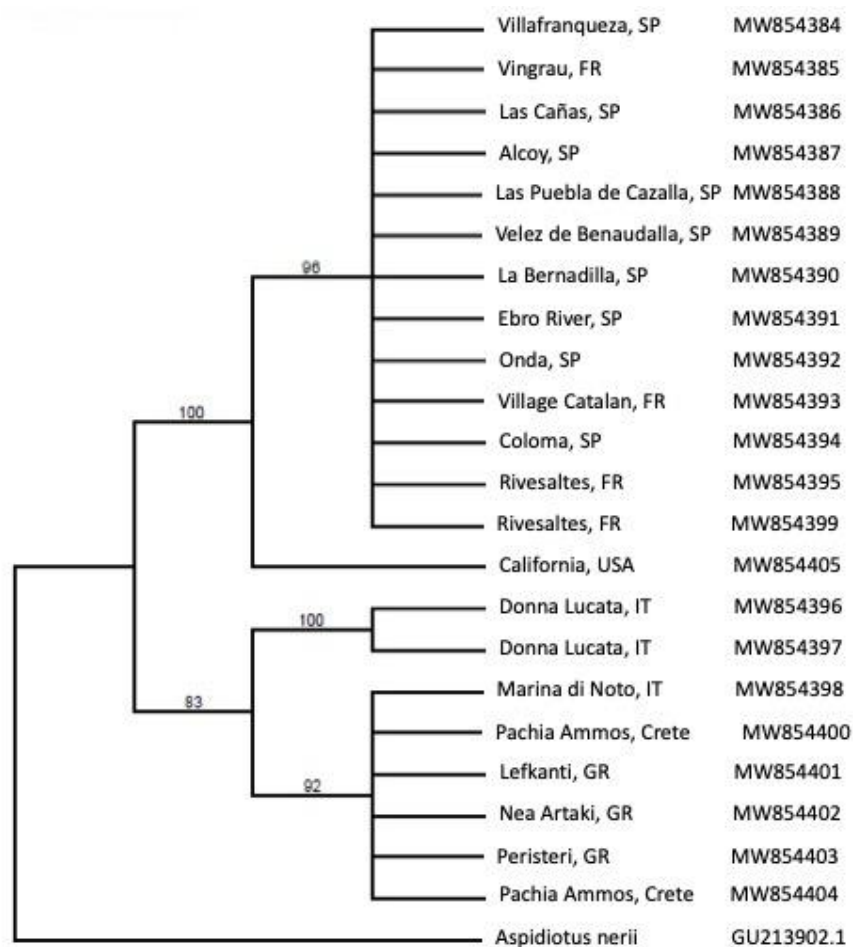 Villafranqueza, SP MW854384
Vingrau, FR MW854385
Las Cañas, SP MW854386
Alcoy, SP MW854387
Las Puebla de Cazalla, SP MW854388
Velez de Benaudalla, SP MW854389
96 La Bernadilla, SP MW854390
Ebro River, SP MW854391
Onda, SP MW854392
Village Catalan, FR MW854393
100
Coloma, SP MW854394
Rivesaltes, FR MW854395
Rivesaltes, FR MW854399
California, USA MW854405
Donna Lucata, IT MW854396
100
Donna Lucata, IT MW854397
Marina di Noto, IT MW854398
83
Pachia Ammos, Crete MW854400
Lefkanti, GR MW854401
92
Nea Artaki, GR MW854402
Peristeri, GR MW854403
Pachia Ammos, Crete MW854404
Aspidiotus nerii GU213902.1